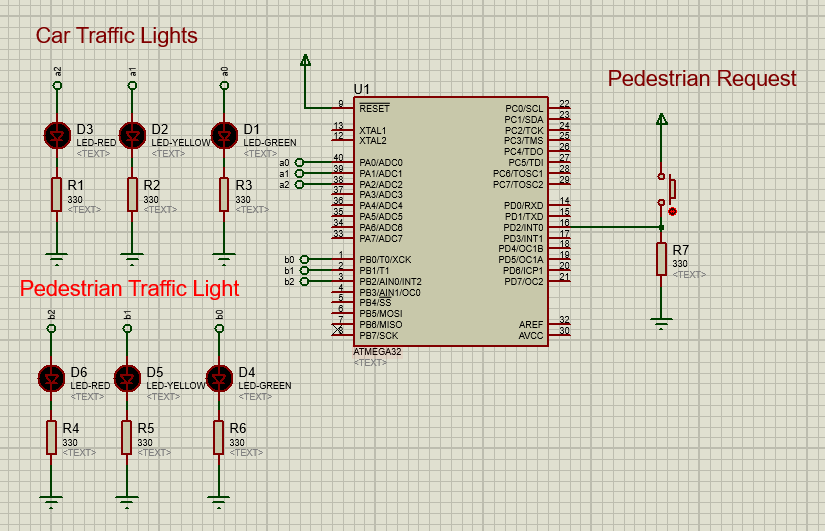 Car Traffic Lights
a2
a1
a0
D3
LED-RED
<TEXT>
D2
LED-YELLOW
<TEXT>
D1
LED-GREEN
<TEXT>
R1
330
<TEXT>
R2
330
<TEXT>
R3
330
<TEXT>
Pedestrian Traffic Light
b2
b1
b0
D6
LED-RED
<TEXT>
D5
LED-YELLOW
<TEXT>
D4
LED-GREEN
<TEXT>
R4
330
<TEXT>
R5
330
<TEXT>
R6
330
<TEXT>
U1
9 RESET
13 XTAL1
12 XTAL2
a0 40 PA0/ADC0
a1 39 PA1/ADC1
a2 38 PA2/ADC2
37 PA3/ADC3
36 PA4/ADC4
35 PA5/ADC5
34 PA6/ADC6
33 PA7/ADC7
b0 1 PB0/T0/XCK
b1 2 PB1/T1
b2 3 PB2/AIN0/INT2
4 PB3/AIN1/OC0
5 PB4/SS
6 PB5/MOSI
7 PB6/MISO
8 PB7/SCK
PC0/SCL 22
PC1/SDA 23
PC2/TCK 24
PC3/TMS 25
PC4/TDO 26
PC5/TDI 27
PC6/TOSC1 28
PC7/TOSC2 29
PD0/RXD 14
PD1/TXD 15
PD2/INT0 16
PD3/INT1 17
PD4/OC1B 18
PD5/OC1A 19
PD6/ICP1 20
PD7/OC2 21
AREF 32
AVCC 30
ATMEGA32
<TEXT>
Pedestrian Request
R7
330
<TEXT>